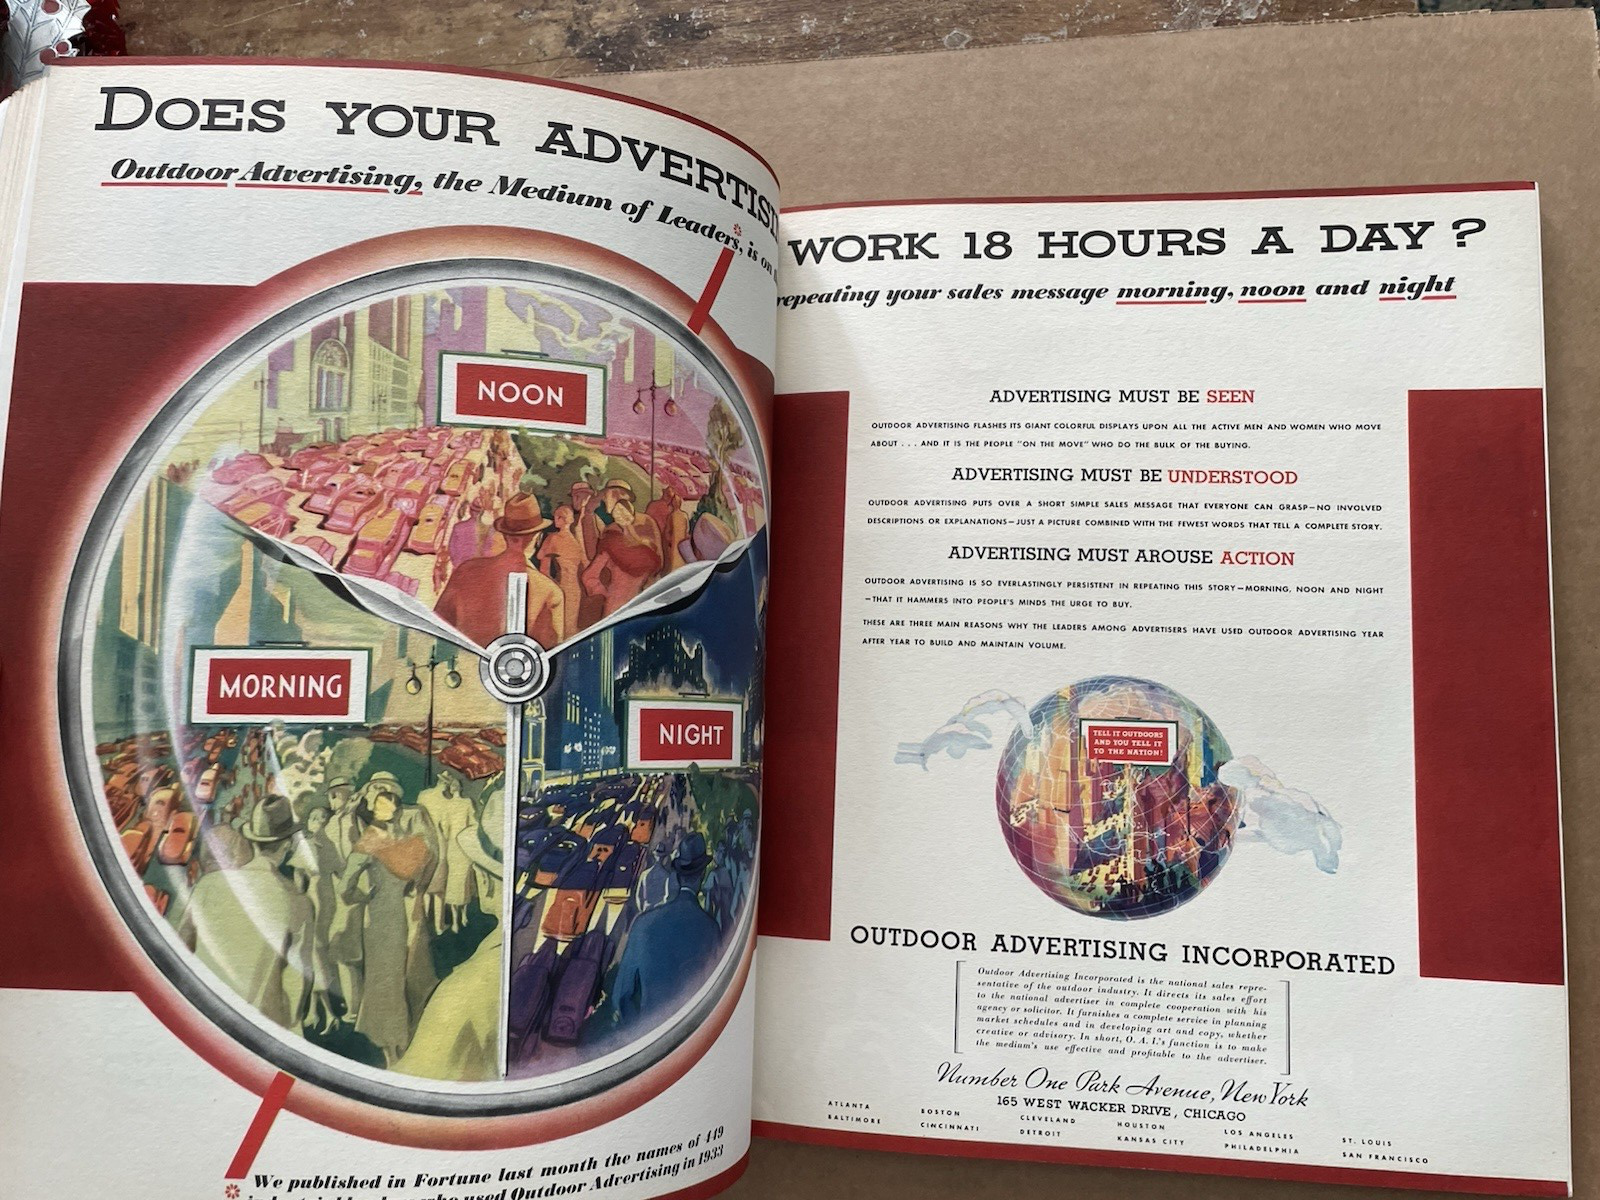 DOES YOUR ADVERTISIN
Outdoor Advertising, the Medium of Leaders,* is on
NOON
MORNING
NIGHT
* We published in Fortune last month the names of 449
who used Outdoor Advertising in 1933
WORK 18 HOURS A DAY ?
repeating your sales message morning, noon and night
ADVERTISING MUST BE SEEN
OUTDOOR ADVERTISING FLASHES ITS GIANT COLORFUL DISPLAYS UPON ALL THE ACTIVE MEN AND WOMEN WHO MOVE
ABOUT . . . AND IT IS THE PEOPLE "ON THE MOVE" WHO DO THE BULK OF THE BUYING.
ADVERTISING MUST BE UNDERSTOOD
OUTDOOR ADVERTISING PUTS OVER A SHORT SIMPLE SALES MESSAGE THAT EVERYONE CAN GRASP—NO INVOLVED
DESCRIPTIONS OR EXPLANATIONS—JUST A PICTURE COMBINED WITH THE FEWEST WORDS THAT TELL A COMPLETE STORY.
ADVERTISING MUST AROUSE ACTION
OUTDOOR ADVERTISING IS SO EVERLASTINGLY PERSISTENT IN REPEATING THIS STORY—MORNING, NOON AND NIGHT
—THAT IT HAMMERS INTO PEOPLE'S MINDS THE URGE TO BUY.
THESE ARE THREE MAIN REASONS WHY THE LEADERS AMONG ADVERTISERS HAVE USED OUTDOOR ADVERTISING YEAR
AFTER YEAR TO BUILD AND MAINTAIN VOLUME.
TELL IT OUTDOORS
AND YOU TELL IT
TO THE NATION!
OUTDOOR ADVERTISING INCORPORATED
Outdoor Advertising Incorporated is the national sales repre-
sentative of the outdoor industry. It directs its sales effort
to the national advertiser in complete cooperation with his
agency or solicitor. It furnishes a complete service in planning
market schedules and in developing art and copy, whether
creative or advisory. In short, O. A. I.'s function is to make
the medium's use effective and profitable to the advertiser.
Number One Park Avenue, New York
165 WEST WACKER DRIVE, CHICAGO
ATLANTA BOSTON CLEVELAND HOUSTON LOS ANGELES ST. LOUIS
BALTIMORE CINCINNATI DETROIT KANSAS CITY PHILADELPHIA SAN FRANCISCO